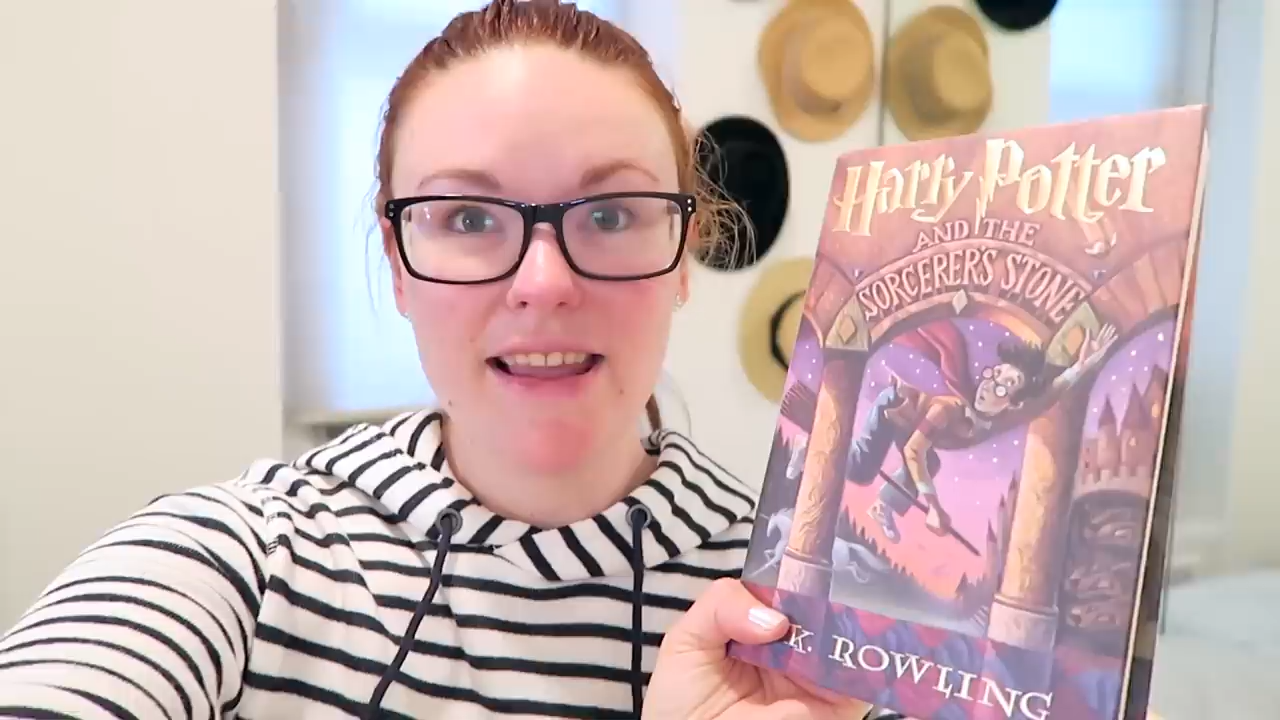 Harry Potter
AND THE
SORCERER'S STONE
K. ROWLING